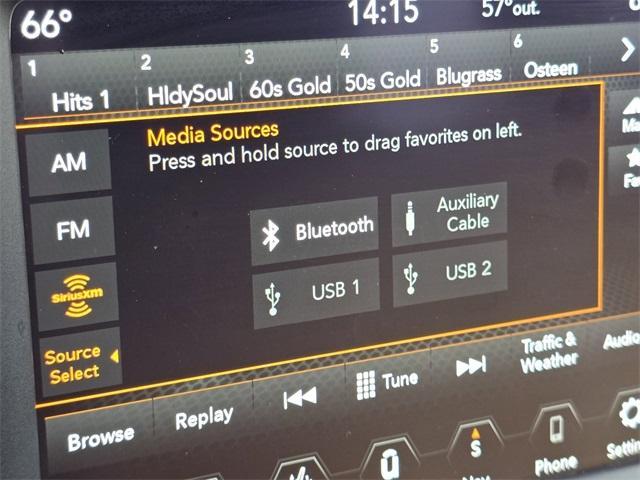 66° 14:15 57°out.
1 2 3 4 5 6
Hits 1 HldySoul 60s Gold 50s Gold Blugrass Osteen
Media Sources
Press and hold source to drag favorites on left.
AM
FM
SiriusXM
Source
Select
Bluetooth
Auxiliary
Cable
USB 1
USB 2
Browse Replay Tune
Traffic &
Weather
Audio
S
Phone